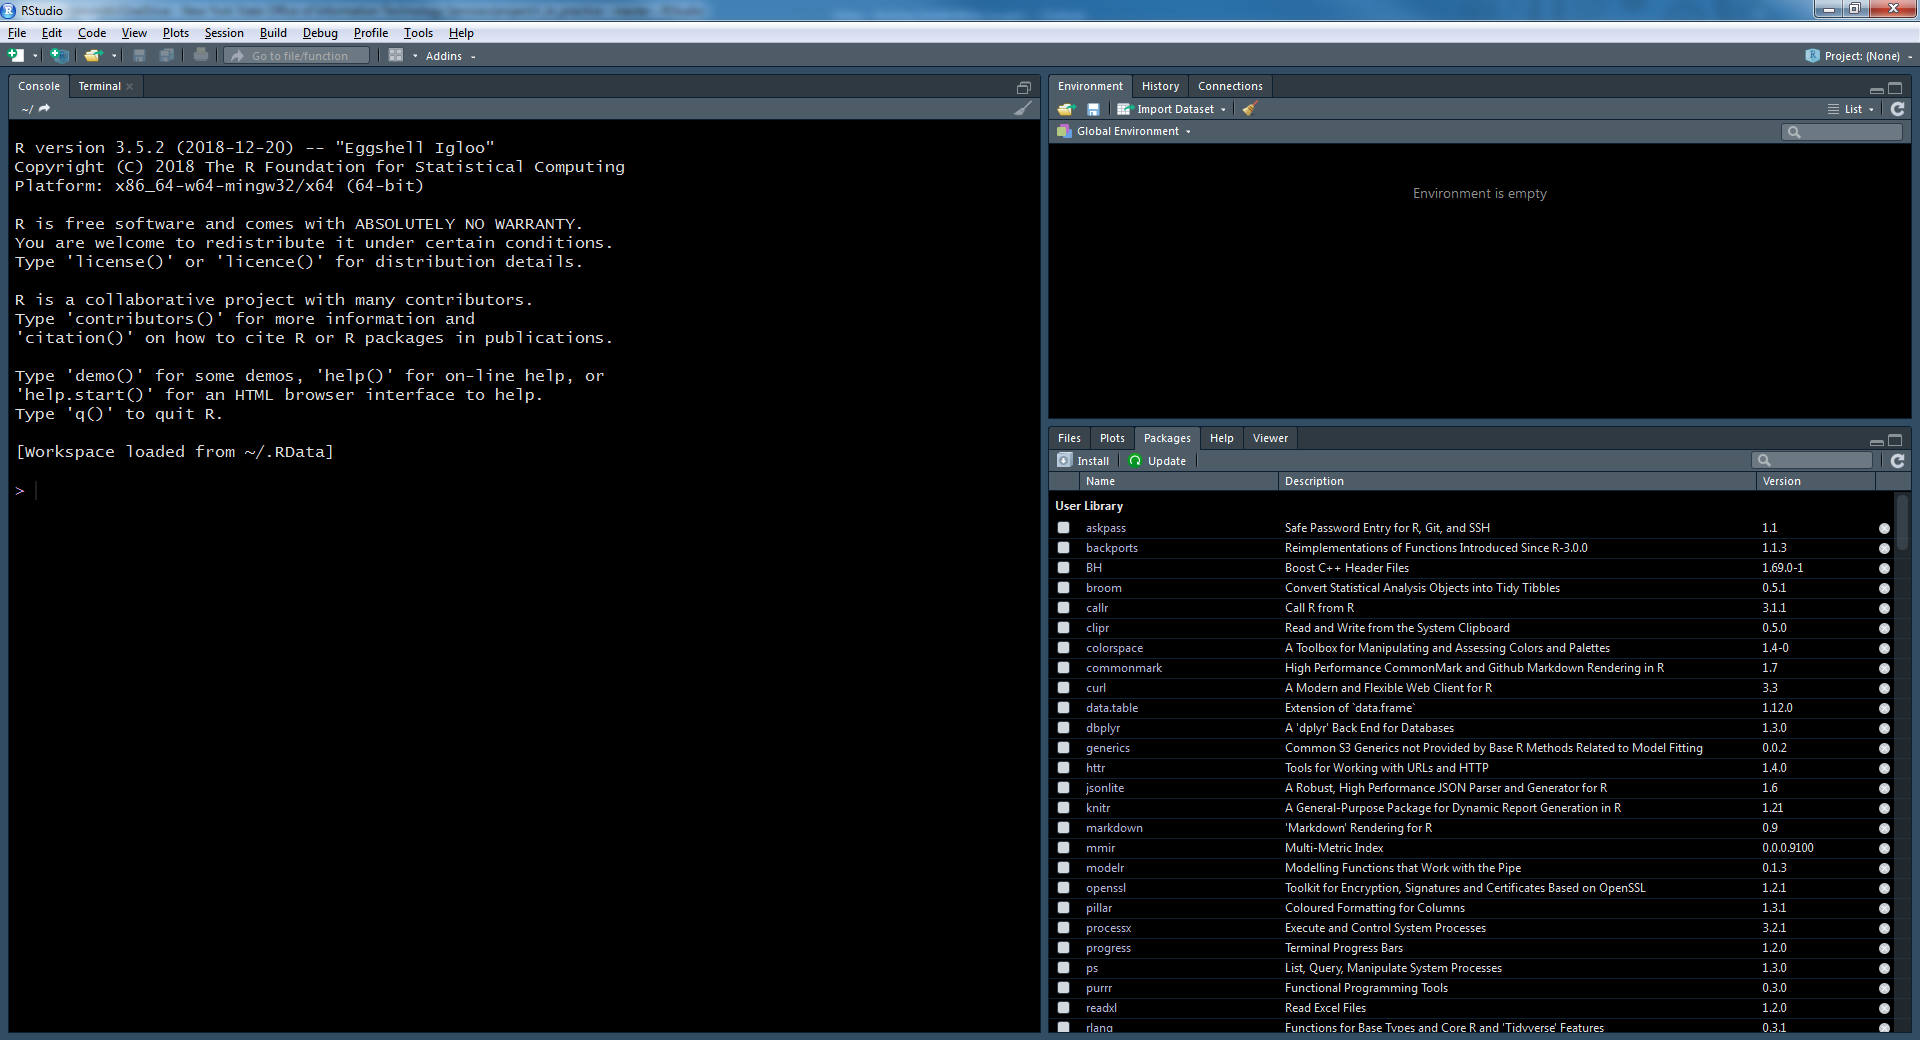 RStudio
File Edit Code View Plots Session Build Debug Profile Tools Help
Go to file/function Addins Project: (None)
Console Terminal
~/
R version 3.5.2 (2018-12-20) -- "Eggshell Igloo"
Copyright (C) 2018 The R Foundation for Statistical Computing
Platform: x86_64-w64-mingw32/x64 (64-bit)
R is free software and comes with ABSOLUTELY NO WARRANTY.
You are welcome to redistribute it under certain conditions.
Type 'license()' or 'licence()' for distribution details.
R is a collaborative project with many contributors.
Type 'contributors()' for more information and
'citation()' on how to cite R or R packages in publications.
Type 'demo()' for some demos, 'help()' for on-line help, or
'help.start()' for an HTML browser interface to help.
Type 'q()' to quit R.
[Workspace loaded from ~/.RData]
>
Environment History Connections
Import Dataset List
Global Environment
Environment is empty
Files Plots Packages Help Viewer
Install Update
Name Description Version
User Library
askpass Safe Password Entry for R, Git, and SSH 1.1
backports Reimplementations of Functions Introduced Since R-3.0.0 1.1.3
BH Boost C++ Header Files 1.69.0-1
broom Convert Statistical Analysis Objects into Tidy Tibbles 0.5.1
callr Call R from R 3.1.1
clipr Read and Write from the System Clipboard 0.5.0
colorspace A Toolbox for Manipulating and Assessing Colors and Palettes 1.4-0
commonmark High Performance CommonMark and Github Markdown Rendering in R 1.7
curl A Modern and Flexible Web Client for R 3.3
data.table Extension of `data.frame` 1.12.0
dbplyr A 'dplyr' Back End for Databases 1.3.0
generics Common S3 Generics not Provided by Base R Methods Related to Model Fitting 0.0.2
httr Tools for Working with URLs and HTTP 1.4.0
jsonlite A Robust, High Performance JSON Parser and Generator for R 1.6
knitr A General-Purpose Package for Dynamic Report Generation in R 1.21
markdown 'Markdown' Rendering for R 0.9
mmir Multi-Metric Index 0.0.0.9100
modelr Modelling Functions that Work with the Pipe 0.1.3
openssl Toolkit for Encryption, Signatures and Certificates Based on OpenSSL 1.2.1
pillar Coloured Formatting for Columns 1.3.1
processx Execute and Control System Processes 3.2.1
progress Terminal Progress Bars 1.2.0
ps List, Query, Manipulate System Processes 1.3.0
purrr Functional Programming Tools 0.3.0
readxl Read Excel Files 1.2.0
rlang Functions for Base Types and Core R and 'Tidyverse' Features 0.3.1